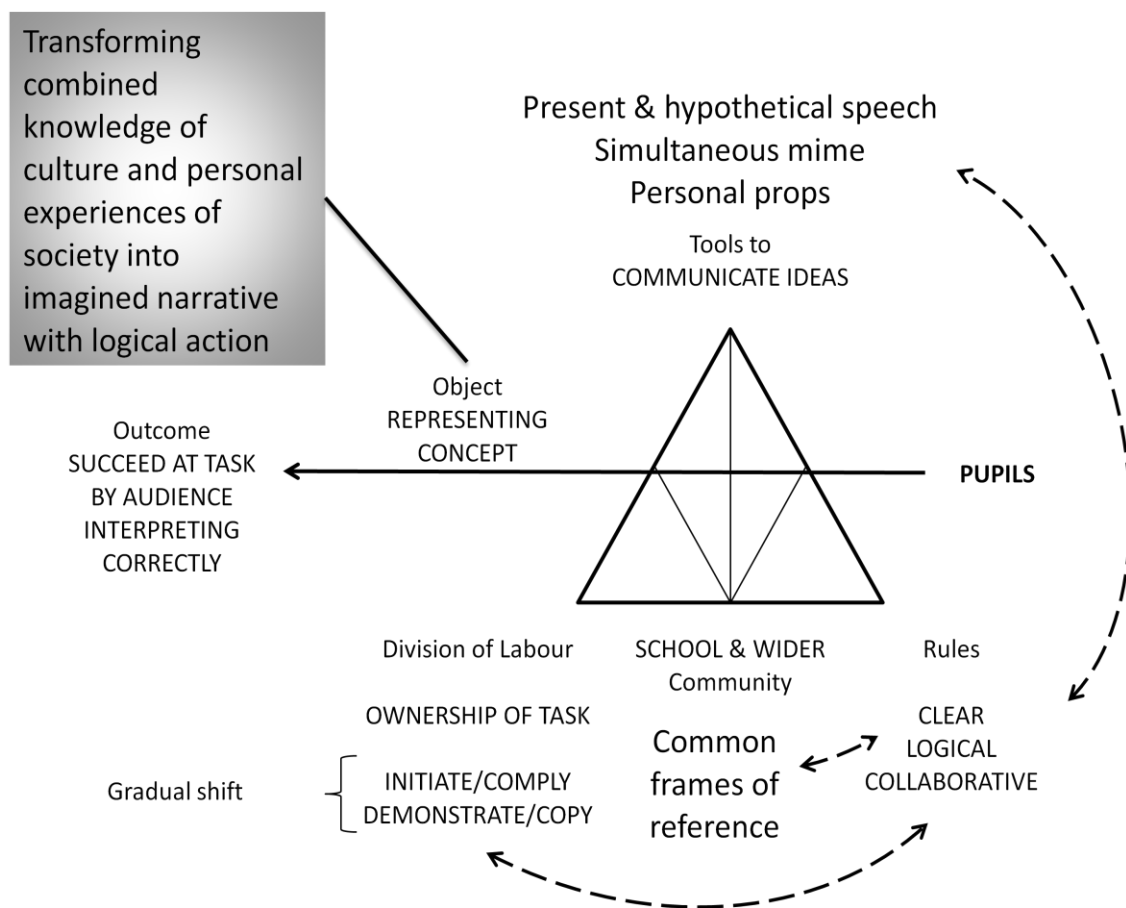 Transforming
combined
knowledge of
culture and personal
experiences of
society into
imagined narrative
with logical action
Present & hypothetical speech
Simultaneous mime
Personal props
Tools to
COMMUNICATE IDEAS
Object
REPRESENTING
CONCEPT
Outcome
SUCCEED AT TASK
BY AUDIENCE
INTERPRETING
CORRECTLY
PUPILS
Division of Labour
OWNERSHIP OF TASK
Gradual shift
INITIATE/COMPLY
DEMONSTRATE/COPY
SCHOOL & WIDER
Community
Common
frames of
reference
Rules
CLEAR
LOGICAL
COLLABORATIVE